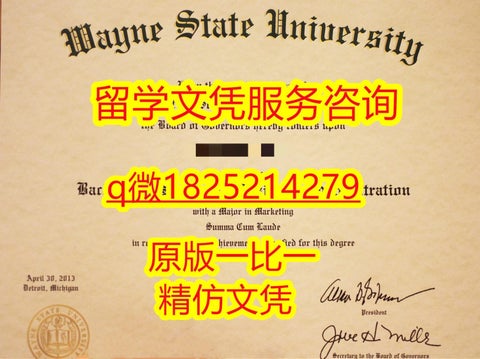 Wayne State University
留学文凭服务咨询
the Board of Governors hereby confers upon
q微1825214279
with a Major in Marketing
Summa Cum Laude
for this degree
原版一比一
精仿文凭
April 30, 2013
Detroit, Michigan
President
Secretary to the Board of Governors